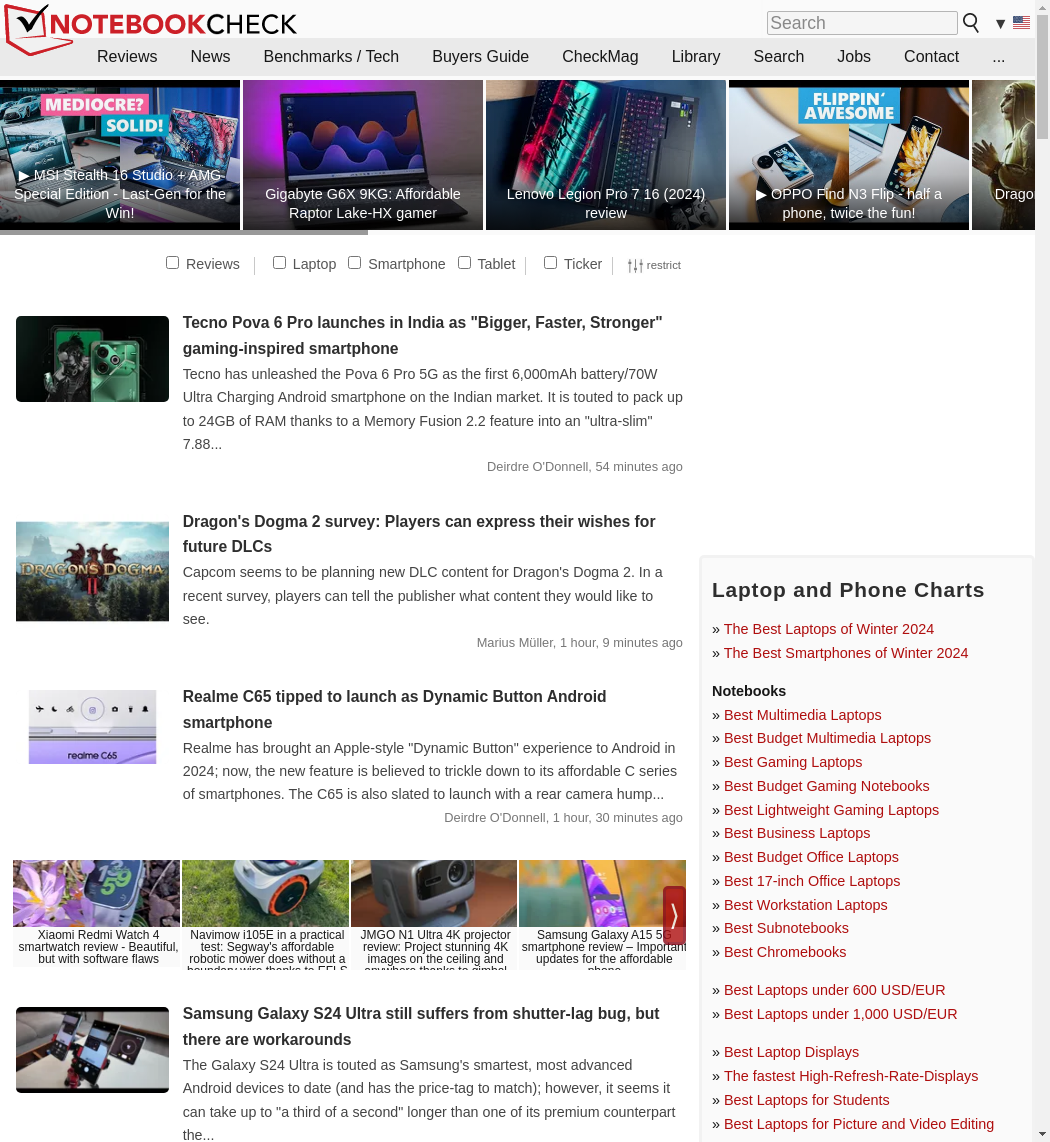 NOTEBOOKCHECK
Search
▼
Reviews
News
Benchmarks / Tech
Buyers Guide
CheckMag
Library
Search
Jobs
Contact
...
MEDIOCRE?
SOLID!
▶ MSI Stealth 16 Studio + AMG
Special Edition - Last-Gen for the
Win!
Gigabyte G6X 9KG: Affordable
Raptor Lake-HX gamer
Lenovo Legion Pro 7 16 (2024)
review
FLIPPIN'
AWESOME
▶ OPPO Find N3 Flip - half a
phone, twice the fun!
Drago
Reviews
Laptop
Smartphone
Tablet
Ticker
restrict
Tecno Pova 6 Pro launches in India as "Bigger, Faster, Stronger"
gaming-inspired smartphone
Tecno has unleashed the Pova 6 Pro 5G as the first 6,000mAh battery/70W
Ultra Charging Android smartphone on the Indian market. It is touted to pack up
to 24GB of RAM thanks to a Memory Fusion 2.2 feature into an "ultra-slim"
7.88...
Deirdre O'Donnell, 54 minutes ago
DRAGON'S DOGMA
II
Dragon's Dogma 2 survey: Players can express their wishes for
future DLCs
Capcom seems to be planning new DLC content for Dragon's Dogma 2. In a
recent survey, players can tell the publisher what content they would like to
see.
Marius Müller, 1 hour, 9 minutes ago
realme C65
Realme C65 tipped to launch as Dynamic Button Android
smartphone
Realme has brought an Apple-style "Dynamic Button" experience to Android in
2024; now, the new feature is believed to trickle down to its affordable C series
of smartphones. The C65 is also slated to launch with a rear camera hump...
Deirdre O'Donnell, 1 hour, 30 minutes ago
Xiaomi Redmi Watch 4
smartwatch review - Beautiful,
but with software flaws
Navimow i105E in a practical
test: Segway's affordable
robotic mower does without a
boundary wire thanks to EFLS
JMGO N1 Ultra 4K projector
review: Project stunning 4K
images on the ceiling and
anywhere thanks to gimbal
Samsung Galaxy A15 5G
smartphone review – Important
updates for the affordable
phone
Samsung Galaxy S24 Ultra still suffers from shutter-lag bug, but
there are workarounds
The Galaxy S24 Ultra is touted as Samsung's smartest, most advanced
Android devices to date (and has the price-tag to match); however, it seems it
can take up to "a third of a second" longer than one of its premium counterpart
the...
Laptop and Phone Charts
» The Best Laptops of Winter 2024
» The Best Smartphones of Winter 2024
Notebooks
» Best Multimedia Laptops
» Best Budget Multimedia Laptops
» Best Gaming Laptops
» Best Budget Gaming Notebooks
» Best Lightweight Gaming Laptops
» Best Business Laptops
» Best Budget Office Laptops
» Best 17-inch Office Laptops
» Best Workstation Laptops
» Best Subnotebooks
» Best Chromebooks
» Best Laptops under 600 USD/EUR
» Best Laptops under 1,000 USD/EUR
» Best Laptop Displays
» The fastest High-Refresh-Rate-Displays
» Best Laptops for Students
» Best Laptops for Picture and Video Editing